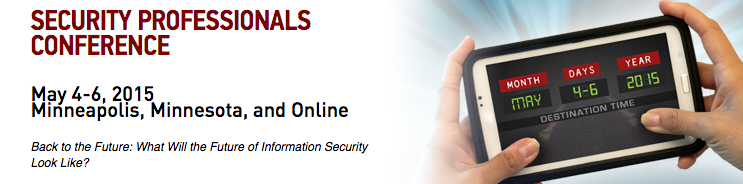 SECURITY PROFESSIONALS
CONFERENCE
May 4-6, 2015
Minneapolis, Minnesota, and Online
Back to the Future: What Will the Future of Information Security
Look Like?
MONTH DAYS YEAR
MAY 4-6 2015
DESTINATION TIME